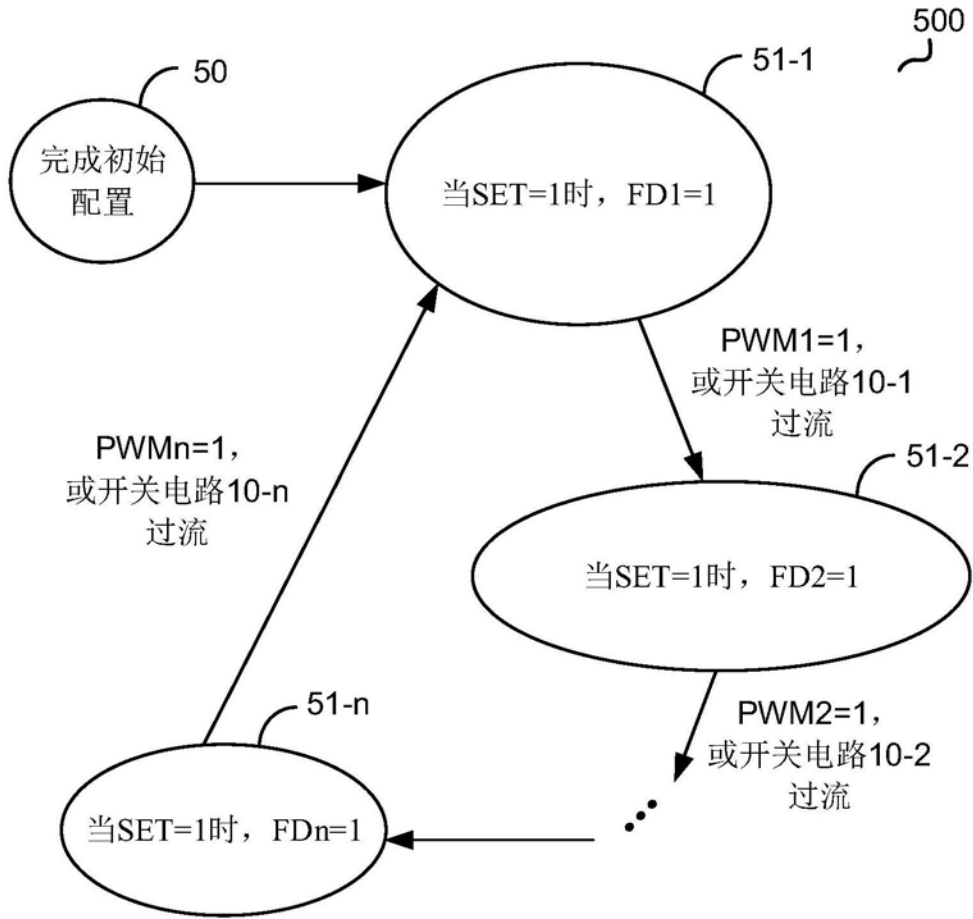 500
50
51-1
完成初始
配置
当SET=1时，FD1=1
PWM1=1，
或开关电路10-1
过流
PWMn=1，
或开关电路10-n
过流
51-2
当SET=1时，FD2=1
51-n
PWM2=1，
或开关电路10-2
过流
当SET=1时，FDn=1